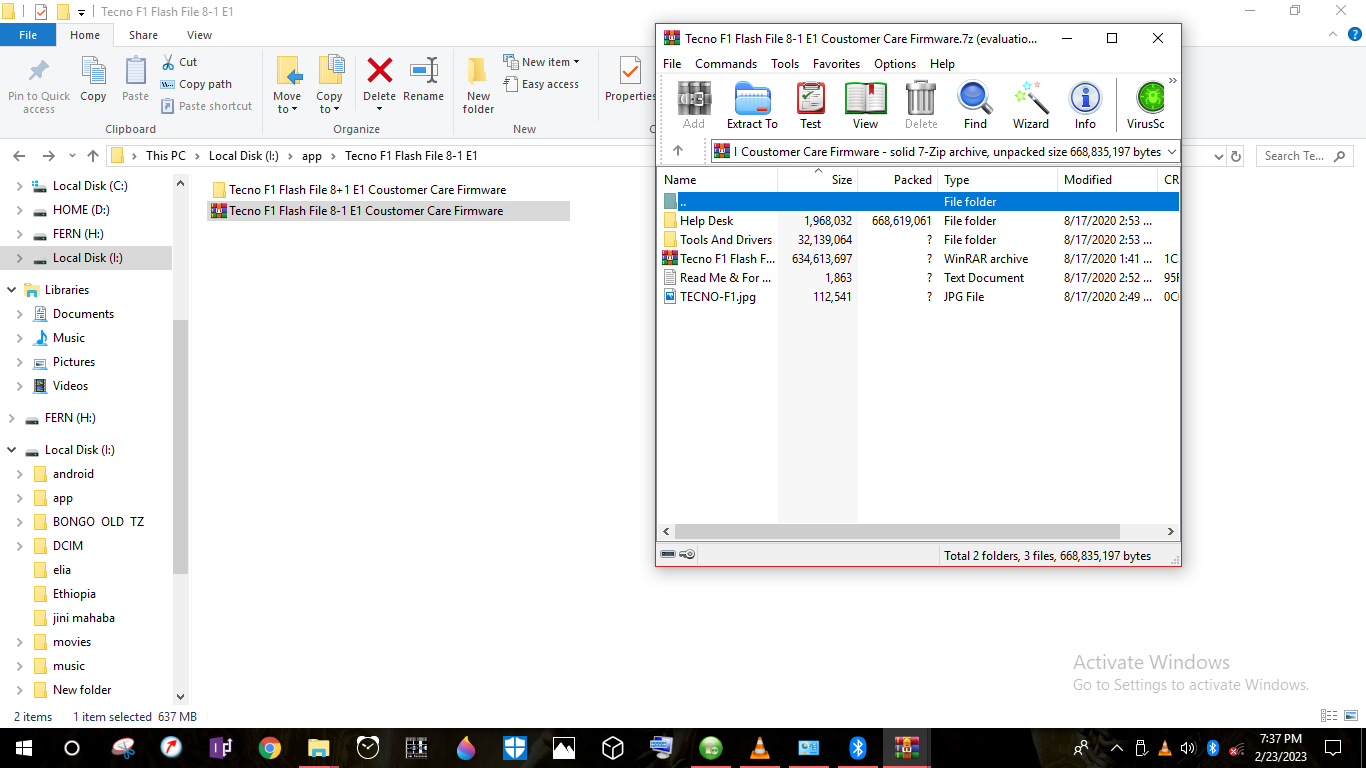 Tecno F1 Flash File 8-1 E1
File Home Share View
Pin to Quick access
Copy
Paste
Cut
Copy path
Paste shortcut
Clipboard
Move to
Copy to
Delete
Rename
Organize
New folder
New item
Easy access
New
Properties
This PC > Local Disk (I:) > app > Tecno F1 Flash File 8-1 E1
Search Te...
Local Disk (C:)
HOME (D:)
FERN (H:)
Local Disk (I:)
Libraries
Documents
Music
Pictures
Videos
FERN (H:)
Local Disk (I:)
android
app
BONGO OLD TZ
DCIM
elia
Ethiopia
jini mahaba
movies
music
New folder
Tecno F1 Flash File 8+1 E1 Coustomer Care Firmware
Tecno F1 Flash File 8-1 E1 Coustomer Care Firmware
2 items 1 item selected 637 MB
Tecno F1 Flash File 8-1 E1 Coustomer Care Firmware.7z (evaluatio...
File Commands Tools Favorites Options Help
Add Extract To Test View Delete Find Wizard Info VirusSc
Coustomer Care Firmware - solid 7-Zip archive, unpacked size 668,835,197 bytes
Name Size Packed Type Modified CR
.. File folder
Help Desk 1,968,032 668,619,061 File folder 8/17/2020 2:53 ...
Tools And Drivers 32,139,064 ? File folder 8/17/2020 2:53 ...
Tecno F1 Flash F... 634,613,697 ? WinRAR archive 8/17/2020 1:41 ... 1C
Read Me & For ... 1,863 ? Text Document 8/17/2020 2:52 ... 95F
TECNO-F1.jpg 112,541 ? JPG File 8/17/2020 2:49 ... 0C
Total 2 folders, 3 files, 668,835,197 bytes
Activate Windows
Go to Settings to activate Windows.
7:37 PM
2/23/2023